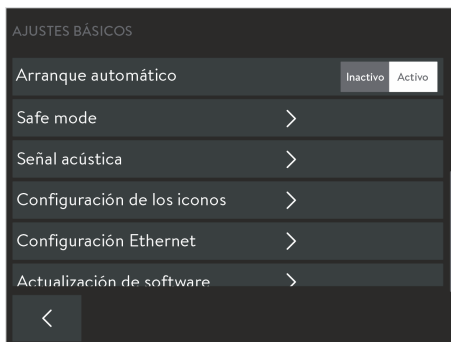 AJUSTES BÁSICOS
Arranque automático Inactivo Activo
Safe mode
Señal acústica
Configuración de los iconos
Configuración Ethernet
Actualización de software